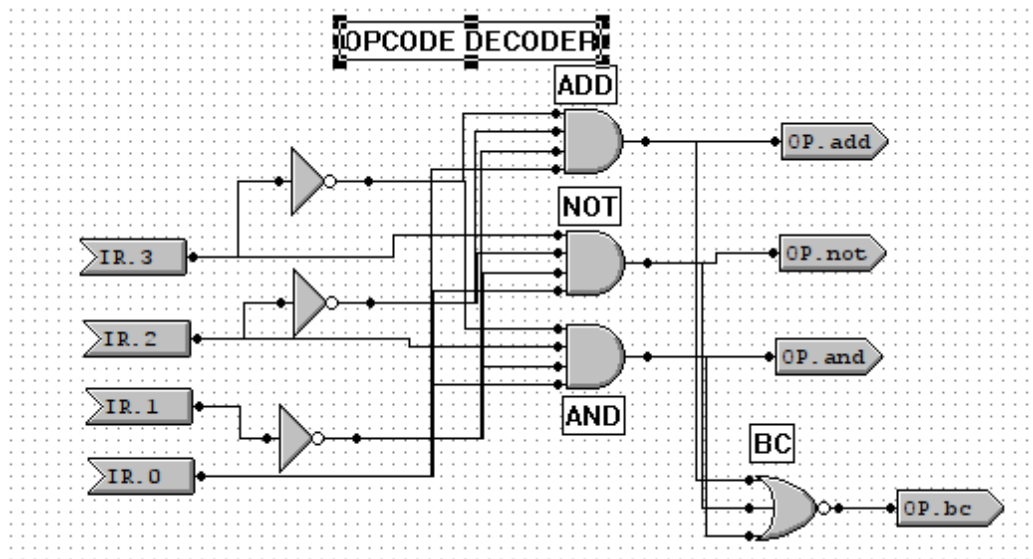 OPCODE DECODER
ADD
OP.add
NOT
IR.3
OP.not
IR.2
OP.and
IR.1
AND
BC
IR.0
OP.bc